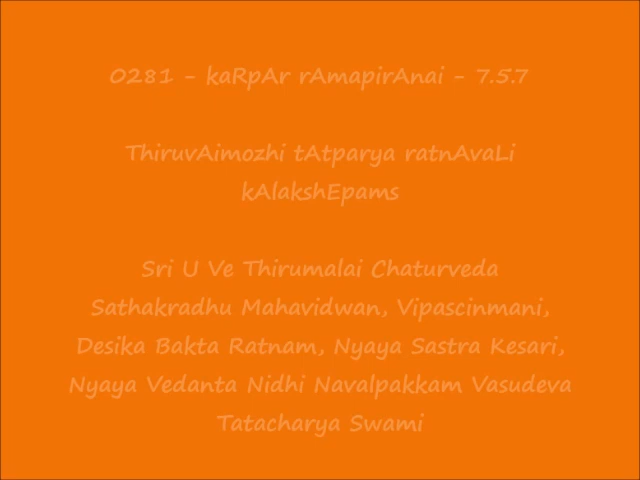 0281 - kaRpAr rAmapirAnai - 7.5.7
ThiruvAimozhi tAtparya ratnAvaLi
kAlakshEpams
Sri U Ve Thirumalai Chaturveda
Sathakradhu Mahavidwan, Vipascinmani,
Desika Bakta Ratnam, Nyaya Sastra Kesari,
Nyaya Vedanta Nidhi Navalpakkam Vasudeva
Tatacharya Swami